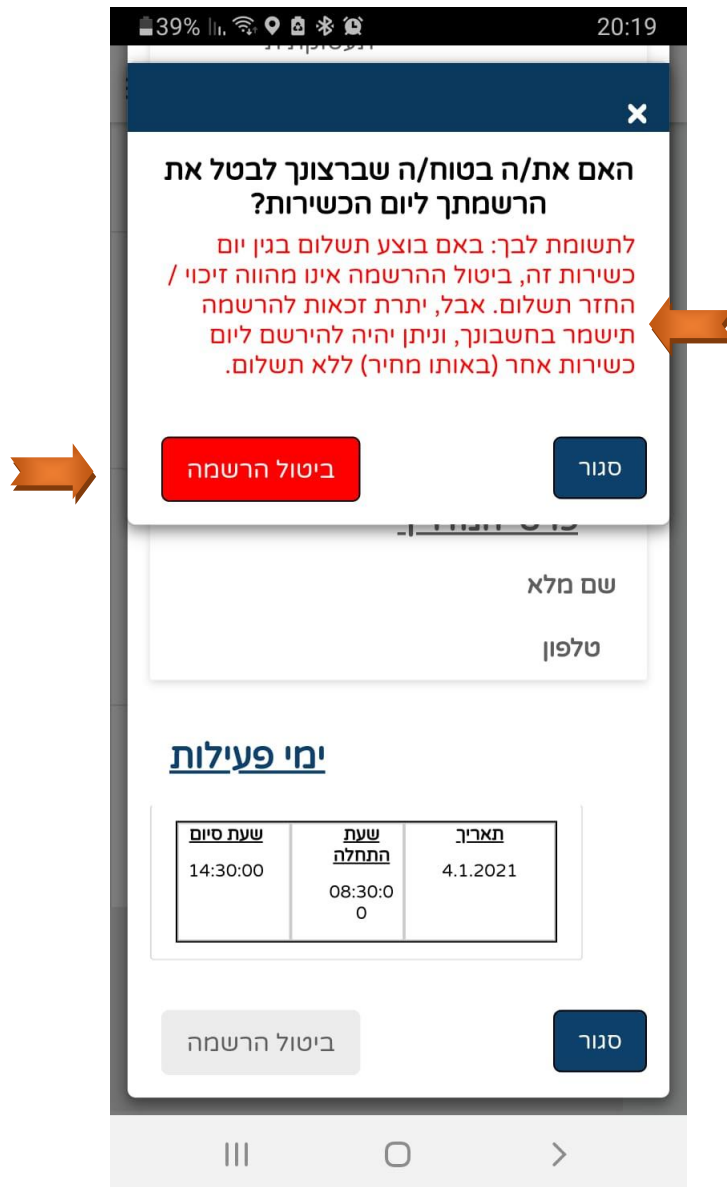 39% 20:19
האם את/ה בטוח/ה שברצונך לבטל את
הרשמתך ליום הכשירות?
לתשומת לבך: באם בוצע תשלום בגין יום
כשירות זה, ביטול ההרשמה אינו מהווה זיכוי /
החזר תשלום. אבל, יתרת זכאות להרשמה
תישמר בחשבונך, וניתן יהיה להירשם ליום
כשירות אחר (באותו מחיר) ללא תשלום.
סגור
ביטול הרשמה
שם מלא
טלפון
ימי פעילות
תאריך
4.1.2021
שעת
התחלה
08:30:0
0
שעת סיום
14:30:00
סגור
ביטול הרשמה